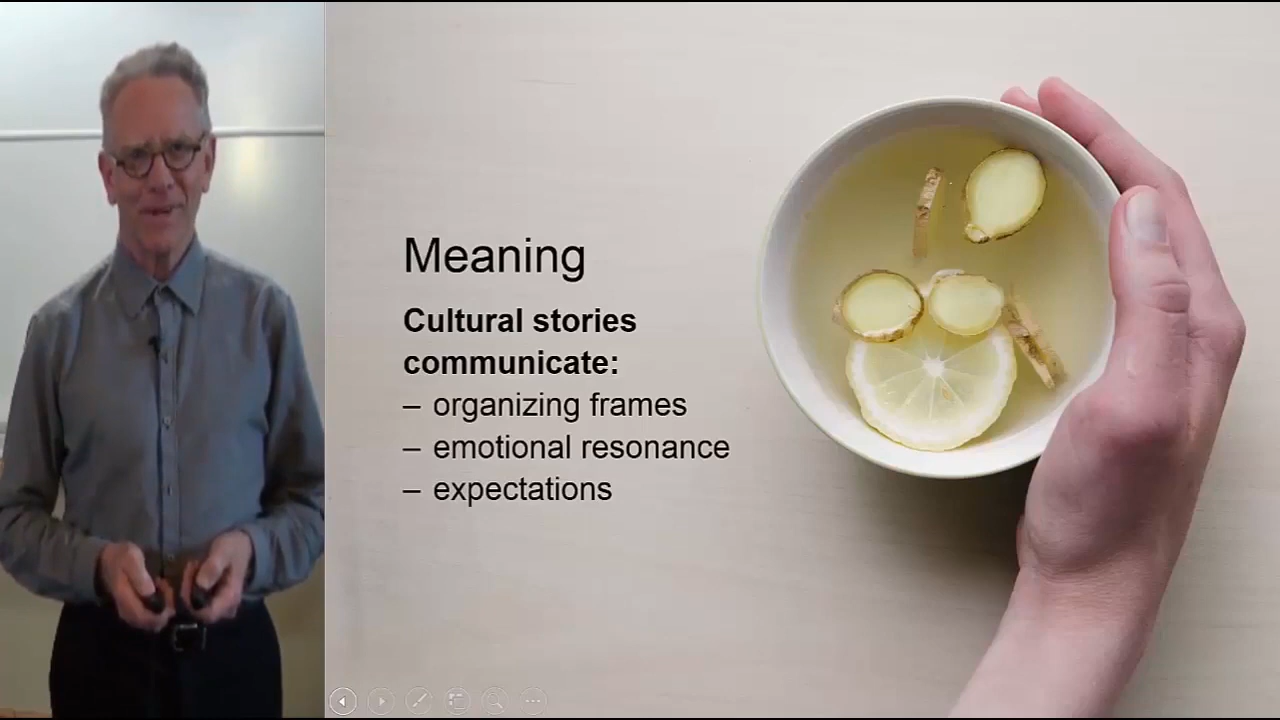 Meaning
Cultural stories
communicate:
– organizing frames
– emotional resonance
– expectations